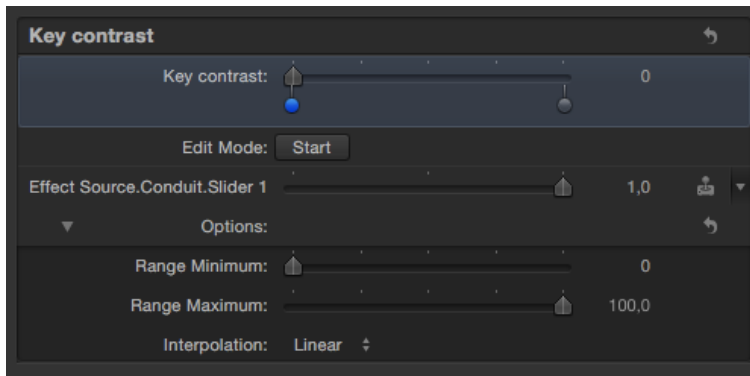 Key contrast
Key contrast: 0
Edit Mode: Start
Effect Source.Conduit.Slider 1 1,0
Options:
Range Minimum: 0
Range Maximum: 100,0
Interpolation: Linear